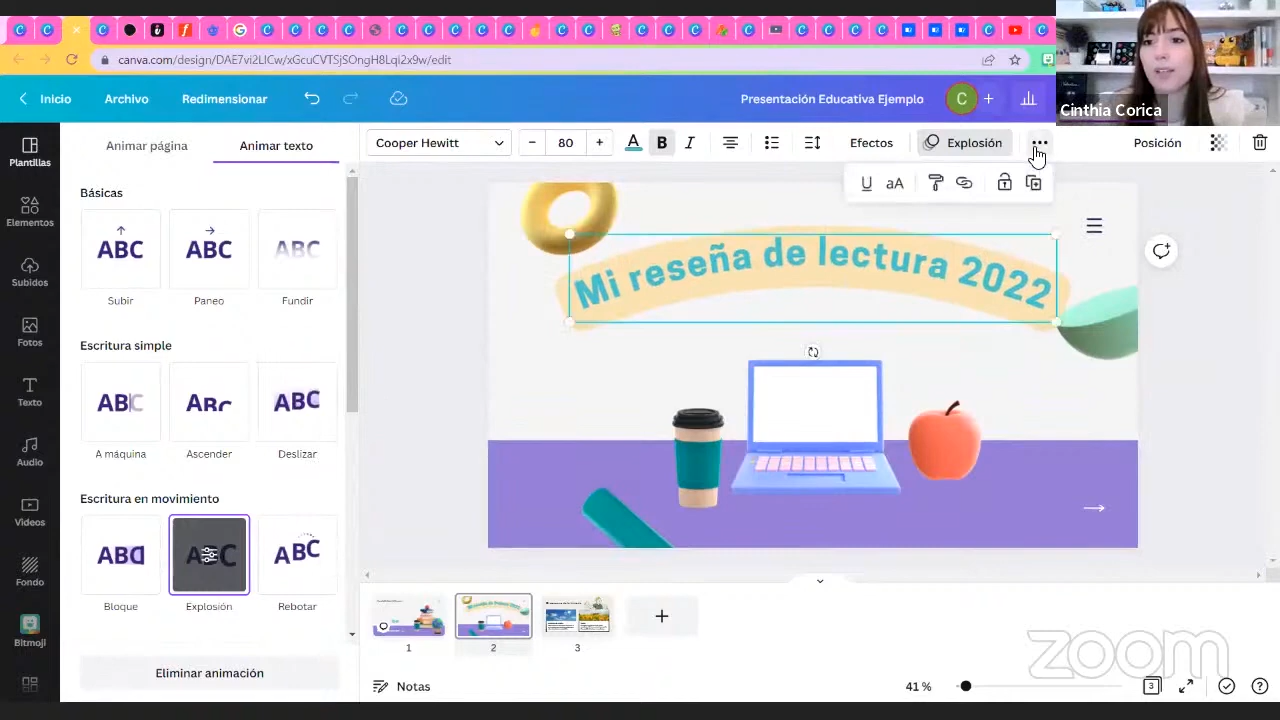 canva.com/design/DAE7vi2LICw/xGcuCVTSjSOngH8LqIZXQ/edit
Cinthia Corica
Inicio
Archivo
Redimensionar
Presentación Educativa Ejemplo
C
Plantillas
Elementos
Subidos
Fotos
Texto
Audio
Videos
Fondo
Bitmoji
Animar página
Animar texto
Básicas
ABC
ABC
ABC
Subir
Paneo
Fundir
Escritura simple
ABC
ABC
ABC
A máquina
Ascender
Deslizar
Escritura en movimiento
ABC
ABC
ABC
Bloque
Explosión
Rebotar
Eliminar animación
Cooper Hewitt
− 80 +
A
B
I
Efectos
Explosión
Posición
U
aA
Mi reseña de lectura 2022
1
2
3
Notas
41 %
3
zoom